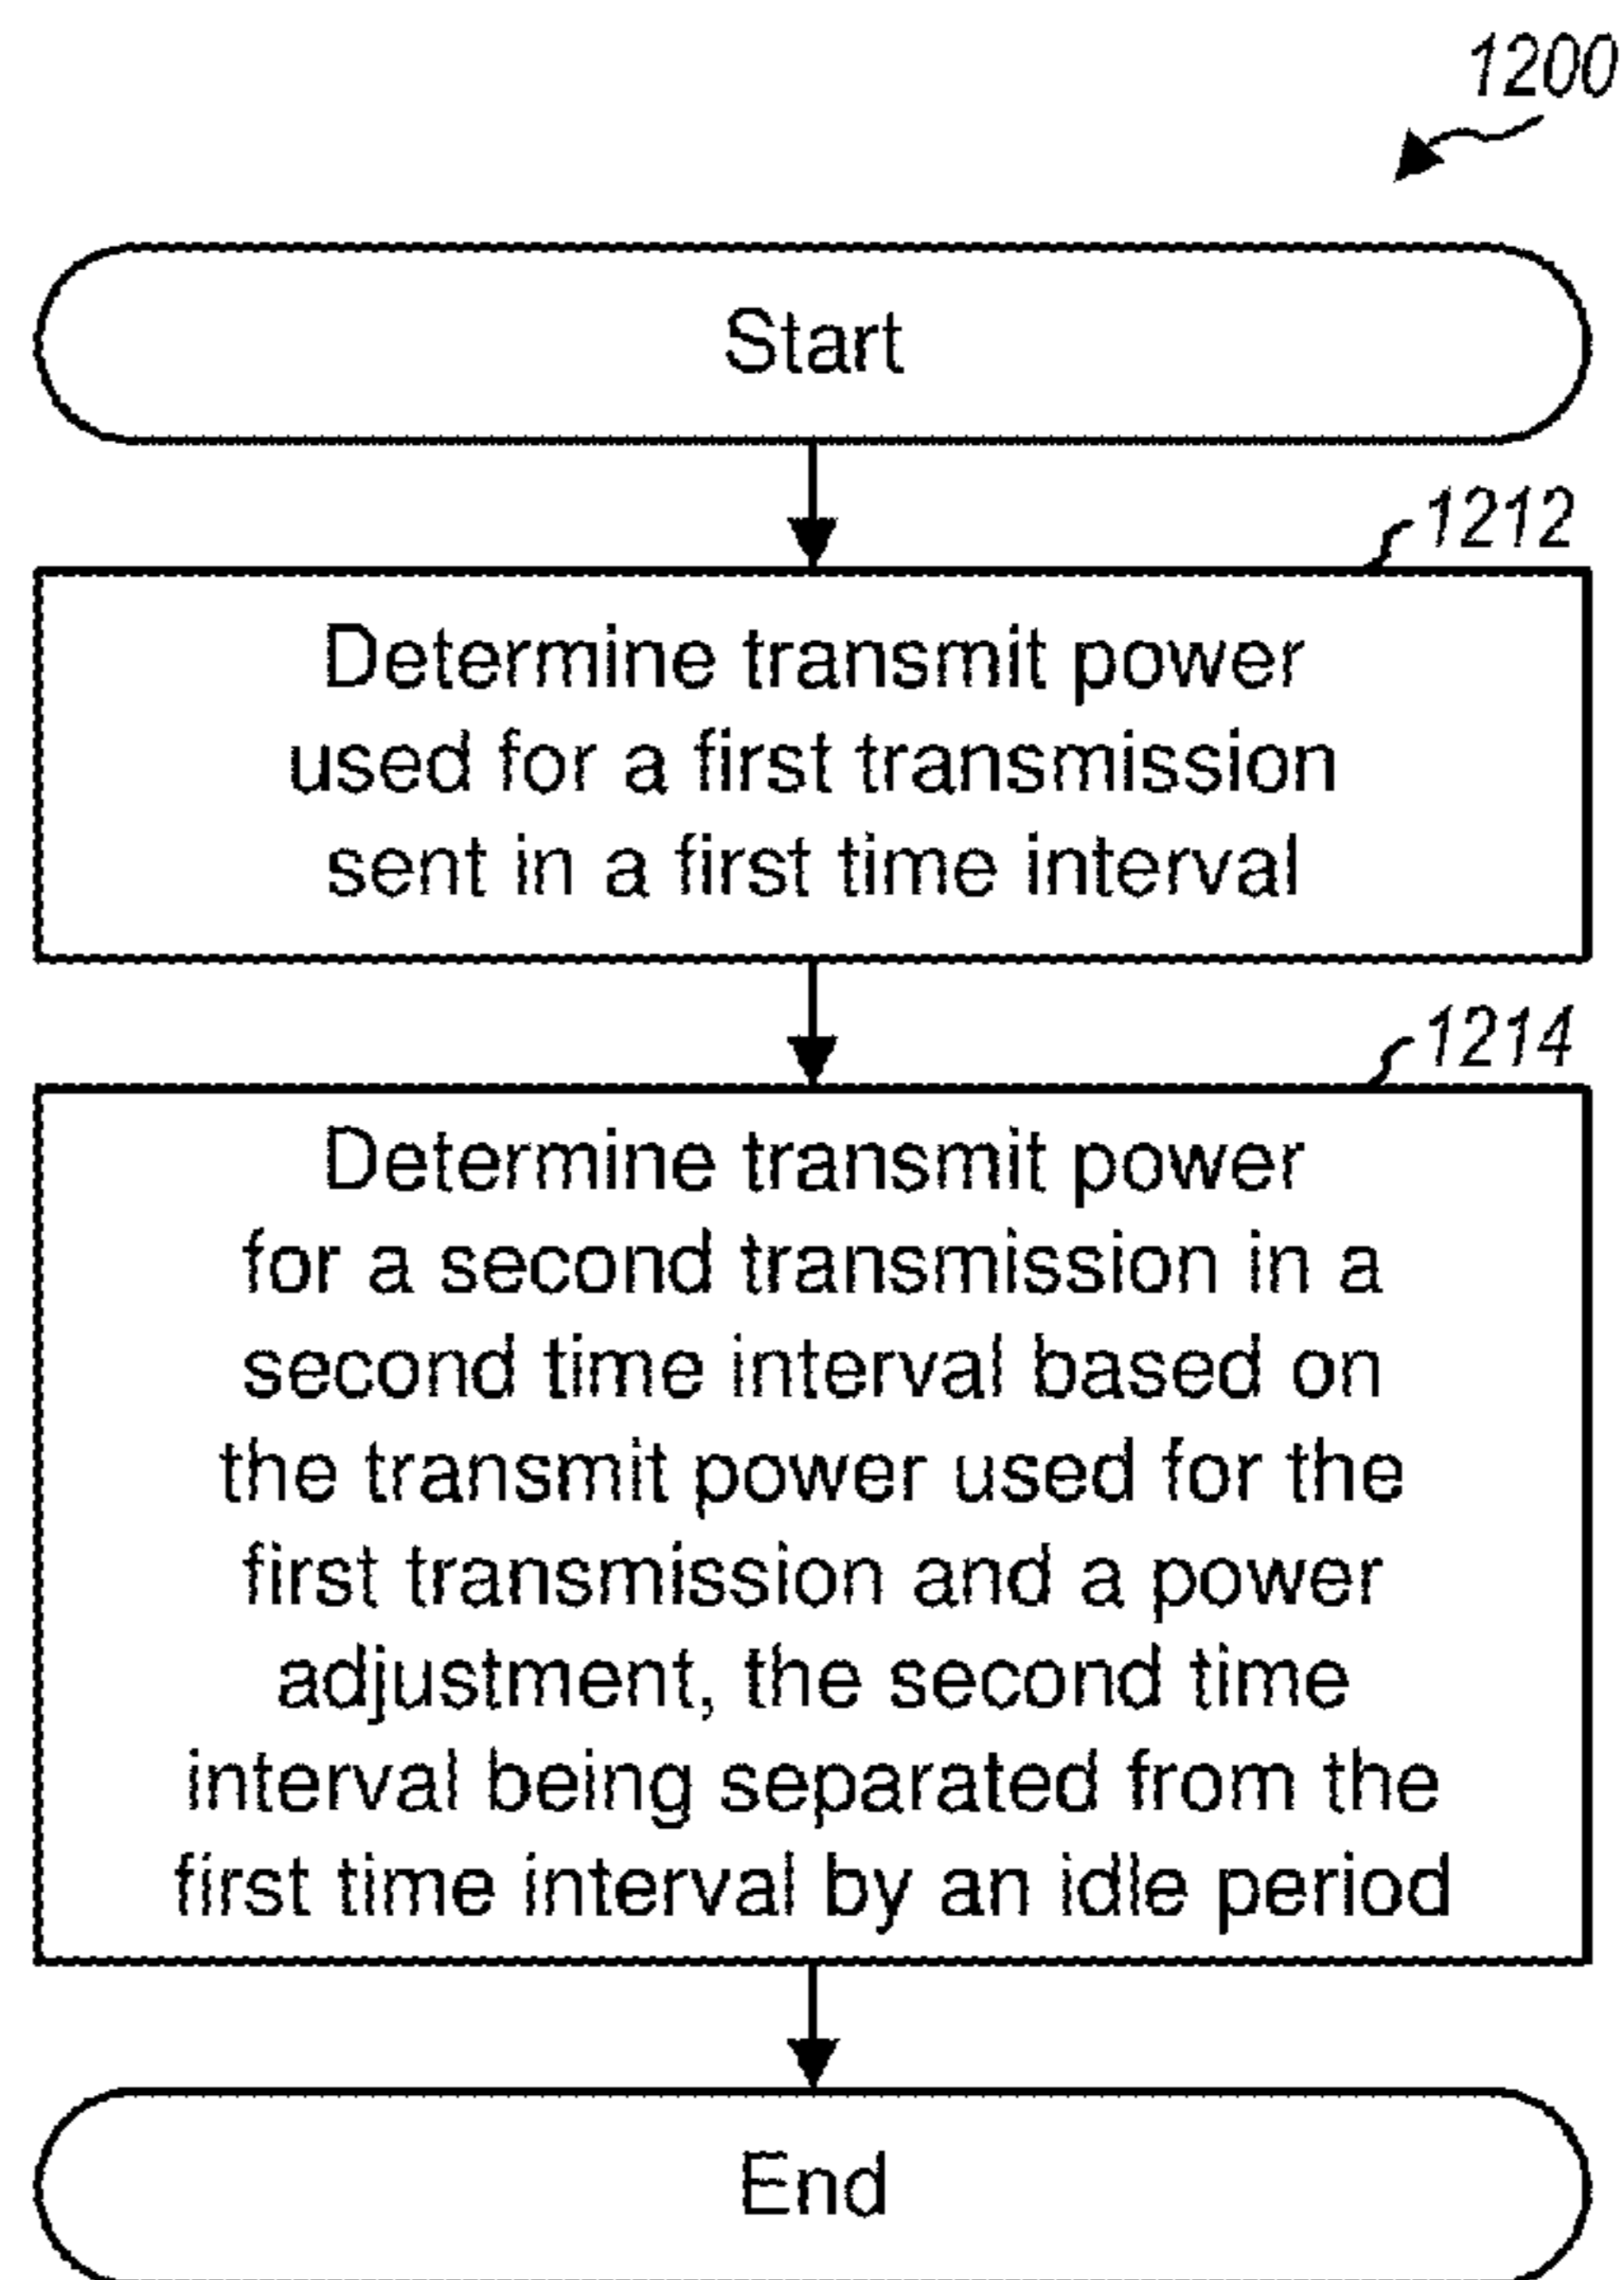 1200
Start
1212
Determine transmit power
used for a first transmission
sent in a first time interval
1214
Determine transmit power
for a second transmission in a
second time interval based on
the transmit power used for the
first transmission and a power
adjustment, the second time
interval being separated from the
first time interval by an idle period
End